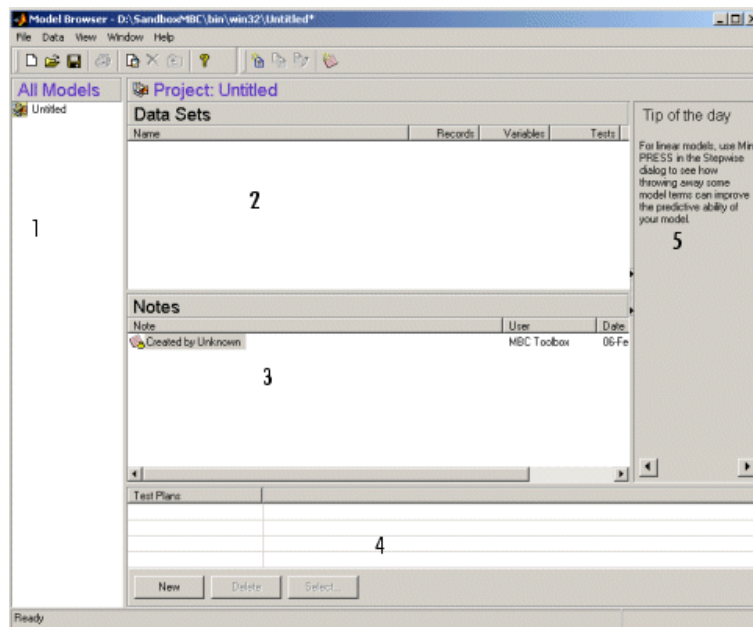 Model Browser - D:\SandboxMBC\bin\win32\Untitled*
File Data View Window Help
All Models
Untitled
1
Project: Untitled
Data Sets
Name Records Variables Tests
2
Notes
Note User Date
Created by Unknown MBC Toolbox 06-Fe
3
Test Plans
4
New Delete Select...
Tip of the day
For linear models, use Min
PRESS in the Stepwise
dialog to see how
throwing away some
model terms can improve
the predictive ability of
your model.
5
Ready